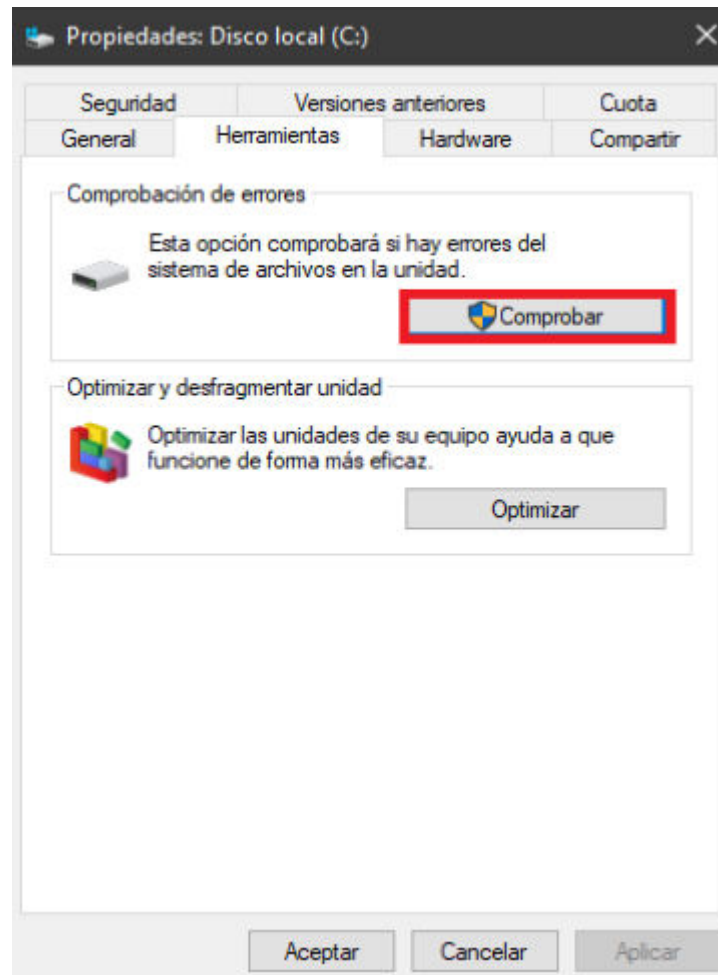 Propiedades: Disco local (C:)
Seguridad
Versiones anteriores
Cuota
General
Herramientas
Hardware
Compartir
Comprobación de errores
Esta opción comprobará si hay errores del
sistema de archivos en la unidad.
Comprobar
Optimizar y desfragmentar unidad
Optimizar las unidades de su equipo ayuda a que
funcione de forma más eficaz.
Optimizar
Aceptar
Cancelar
Aplicar